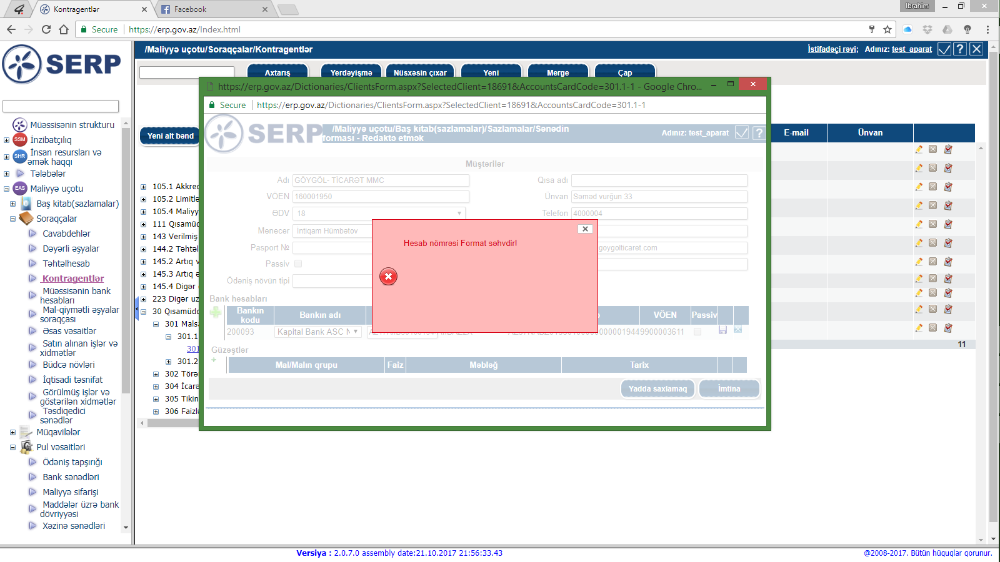 Kontragentlər
Facebook
Ibrahim
Secure
https://erp.gov.az/Index.html
SERP
/Maliyyə uçotu/Soraqçalar/Kontragentlər
İstifadəçi rəyi;
Adınız: test_aparat
Axtarış
Yerdəyişmə
Nüsxəsin çıxar
Yeni
Merge
Çap
Müəssisənin strukturu
SSM İnzibatçılıq
SHR İnsan resursları və
əmək haqqı
Tələbələr
EAS Maliyyə uçotu
Baş kitab(sazlamalar)
Soraqçalar
Cavabdehlər
Dəyərli əşyalar
Təhtəlhesab
Kontragentlər
Müəssisənin bank
hesabları
Mal-qiymətli əşyalar
soraqçası
Əsas vəsaitlər
Satın alınan işlər və
xidmətlər
Büdcə növləri
İqtisadi təsnifat
Görülmüş işlər və
göstərilən xidmətlər
Təsdiqedici
sənədlər
Müqavilələr
Pul vəsaitləri
Ödəniş tapşırığı
Bank sənədləri
Maliyyə sifarişi
Maddələr üzrə bank
dövriyyəsi
Xəzinə sənədləri
Yeni alt bənd
E-mail
Ünvan
105.1 Akkred
105.2 Limitle
105.4 Maliyy
111 Qısamüd
143 Verilmiş
144.2 Təhtəl
145.2 Artıq v
145.3 Artıq ə
145.4 Digər
223 Digər uz
30 Qısamüdd
301 Malsa
301.1
301
301.2
302 Törə
304 İcarə
305 Tikin
306 Faizlə
11
https://erp.gov.az/Dictionaries/ClientsForm.aspx?SelectedClient=18691&AccountsCardCode=301.1-1 - Google Chro...
Secure
https://erp.gov.az/Dictionaries/ClientsForm.aspx?SelectedClient=18691&AccountsCardCode=301.1-1
SERP
/Maliyyə uçotu/Baş kitab(sazlamalar)/Sazlamalar/Sənədin
forması - Redaktə etmək
Adınız: test_aparat
Müştərilər
Adı GÖYGÖL- TİCARƏT MMC
Qısa adı
VÖEN 160001950
Ünvan Səməd vurğun 33
ƏDV 18
Telefon 4000004
Menecer İntiqam Hümbətov
Pasport №
goygolticaret.com
Passiv
Ödəniş növün tipi
Hesab nömrəsi Format səhvdir!
Bank hesabları
Bankın
kodu
Bankın adı
VÖEN
Passiv
200093
Kapital Bank ASC N
Güzəştlər
Mal/Malın qrupu
Faiz
Məbləğ
Tarix
Yadda saxlamaq
İmtina
Versiya : 2.0.7.0 assembly date:21.10.2017 21:56:33.43
@2008-2017. Bütün hüquqlar qorunur.